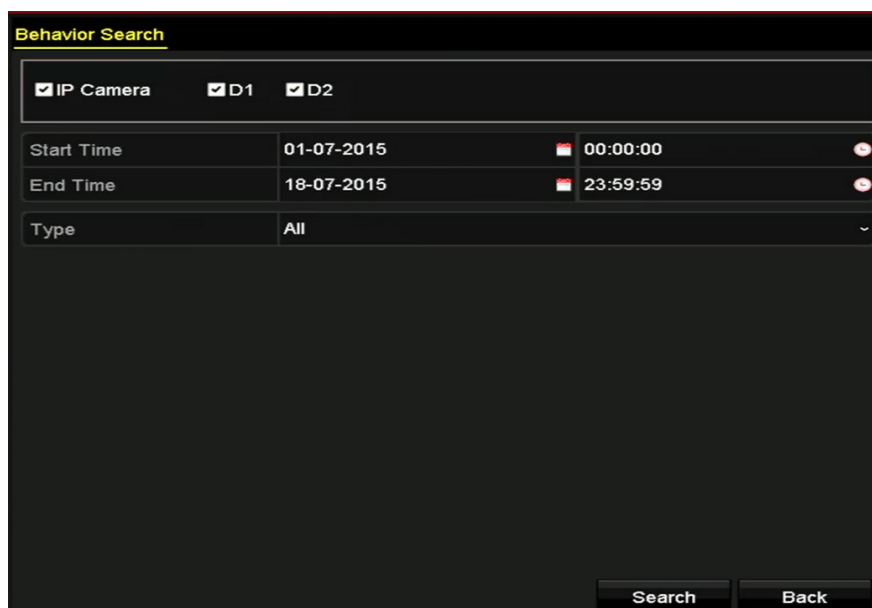 Behavior Search
IP Camera D1 D2
Start Time 01-07-2015 00:00:00
End Time 18-07-2015 23:59:59
Type All
Search Back